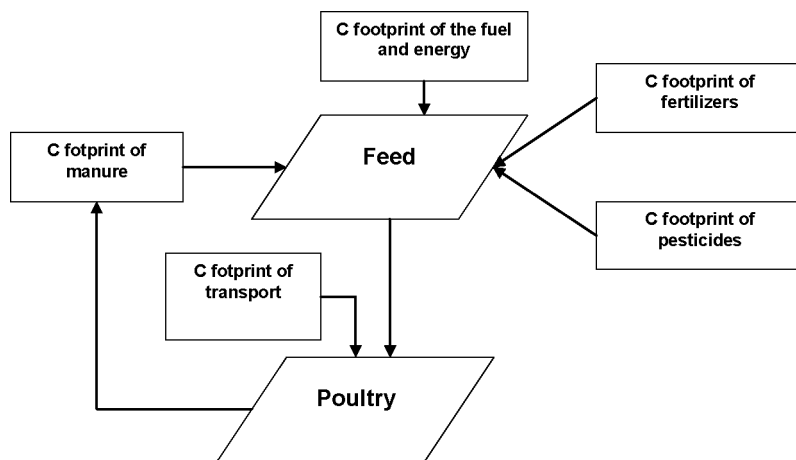 C footprint of the fuel
and energy
C footprint of
fertilizers
Feed
C fotprint of
manure
C footprint of
pesticides
C fotprint of
transport
Poultry